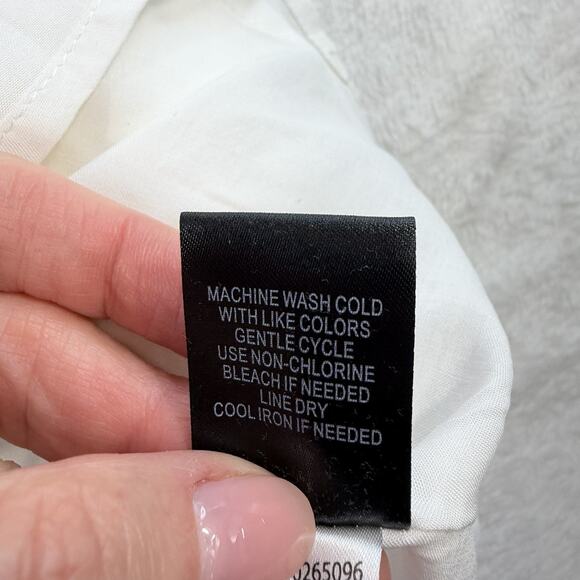 MACHINE WASH COLD
WITH LIKE COLORS
GENTLE CYCLE
USE NON-CHLORINE
BLEACH IF NEEDED
LINE DRY
COOL IRON IF NEEDED
0265096